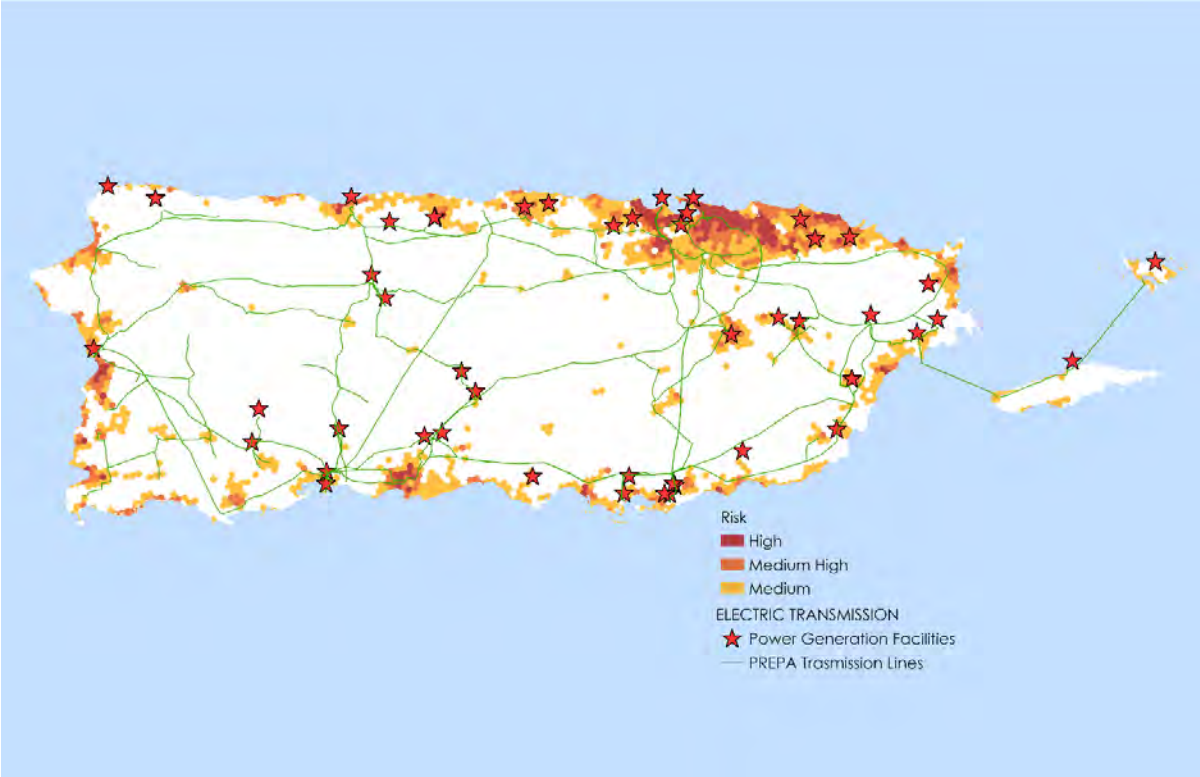 Risk
High
Medium High
Medium
ELECTRIC TRANSMISSION
Power Generation Facilities
PREPA Trasmission Lines